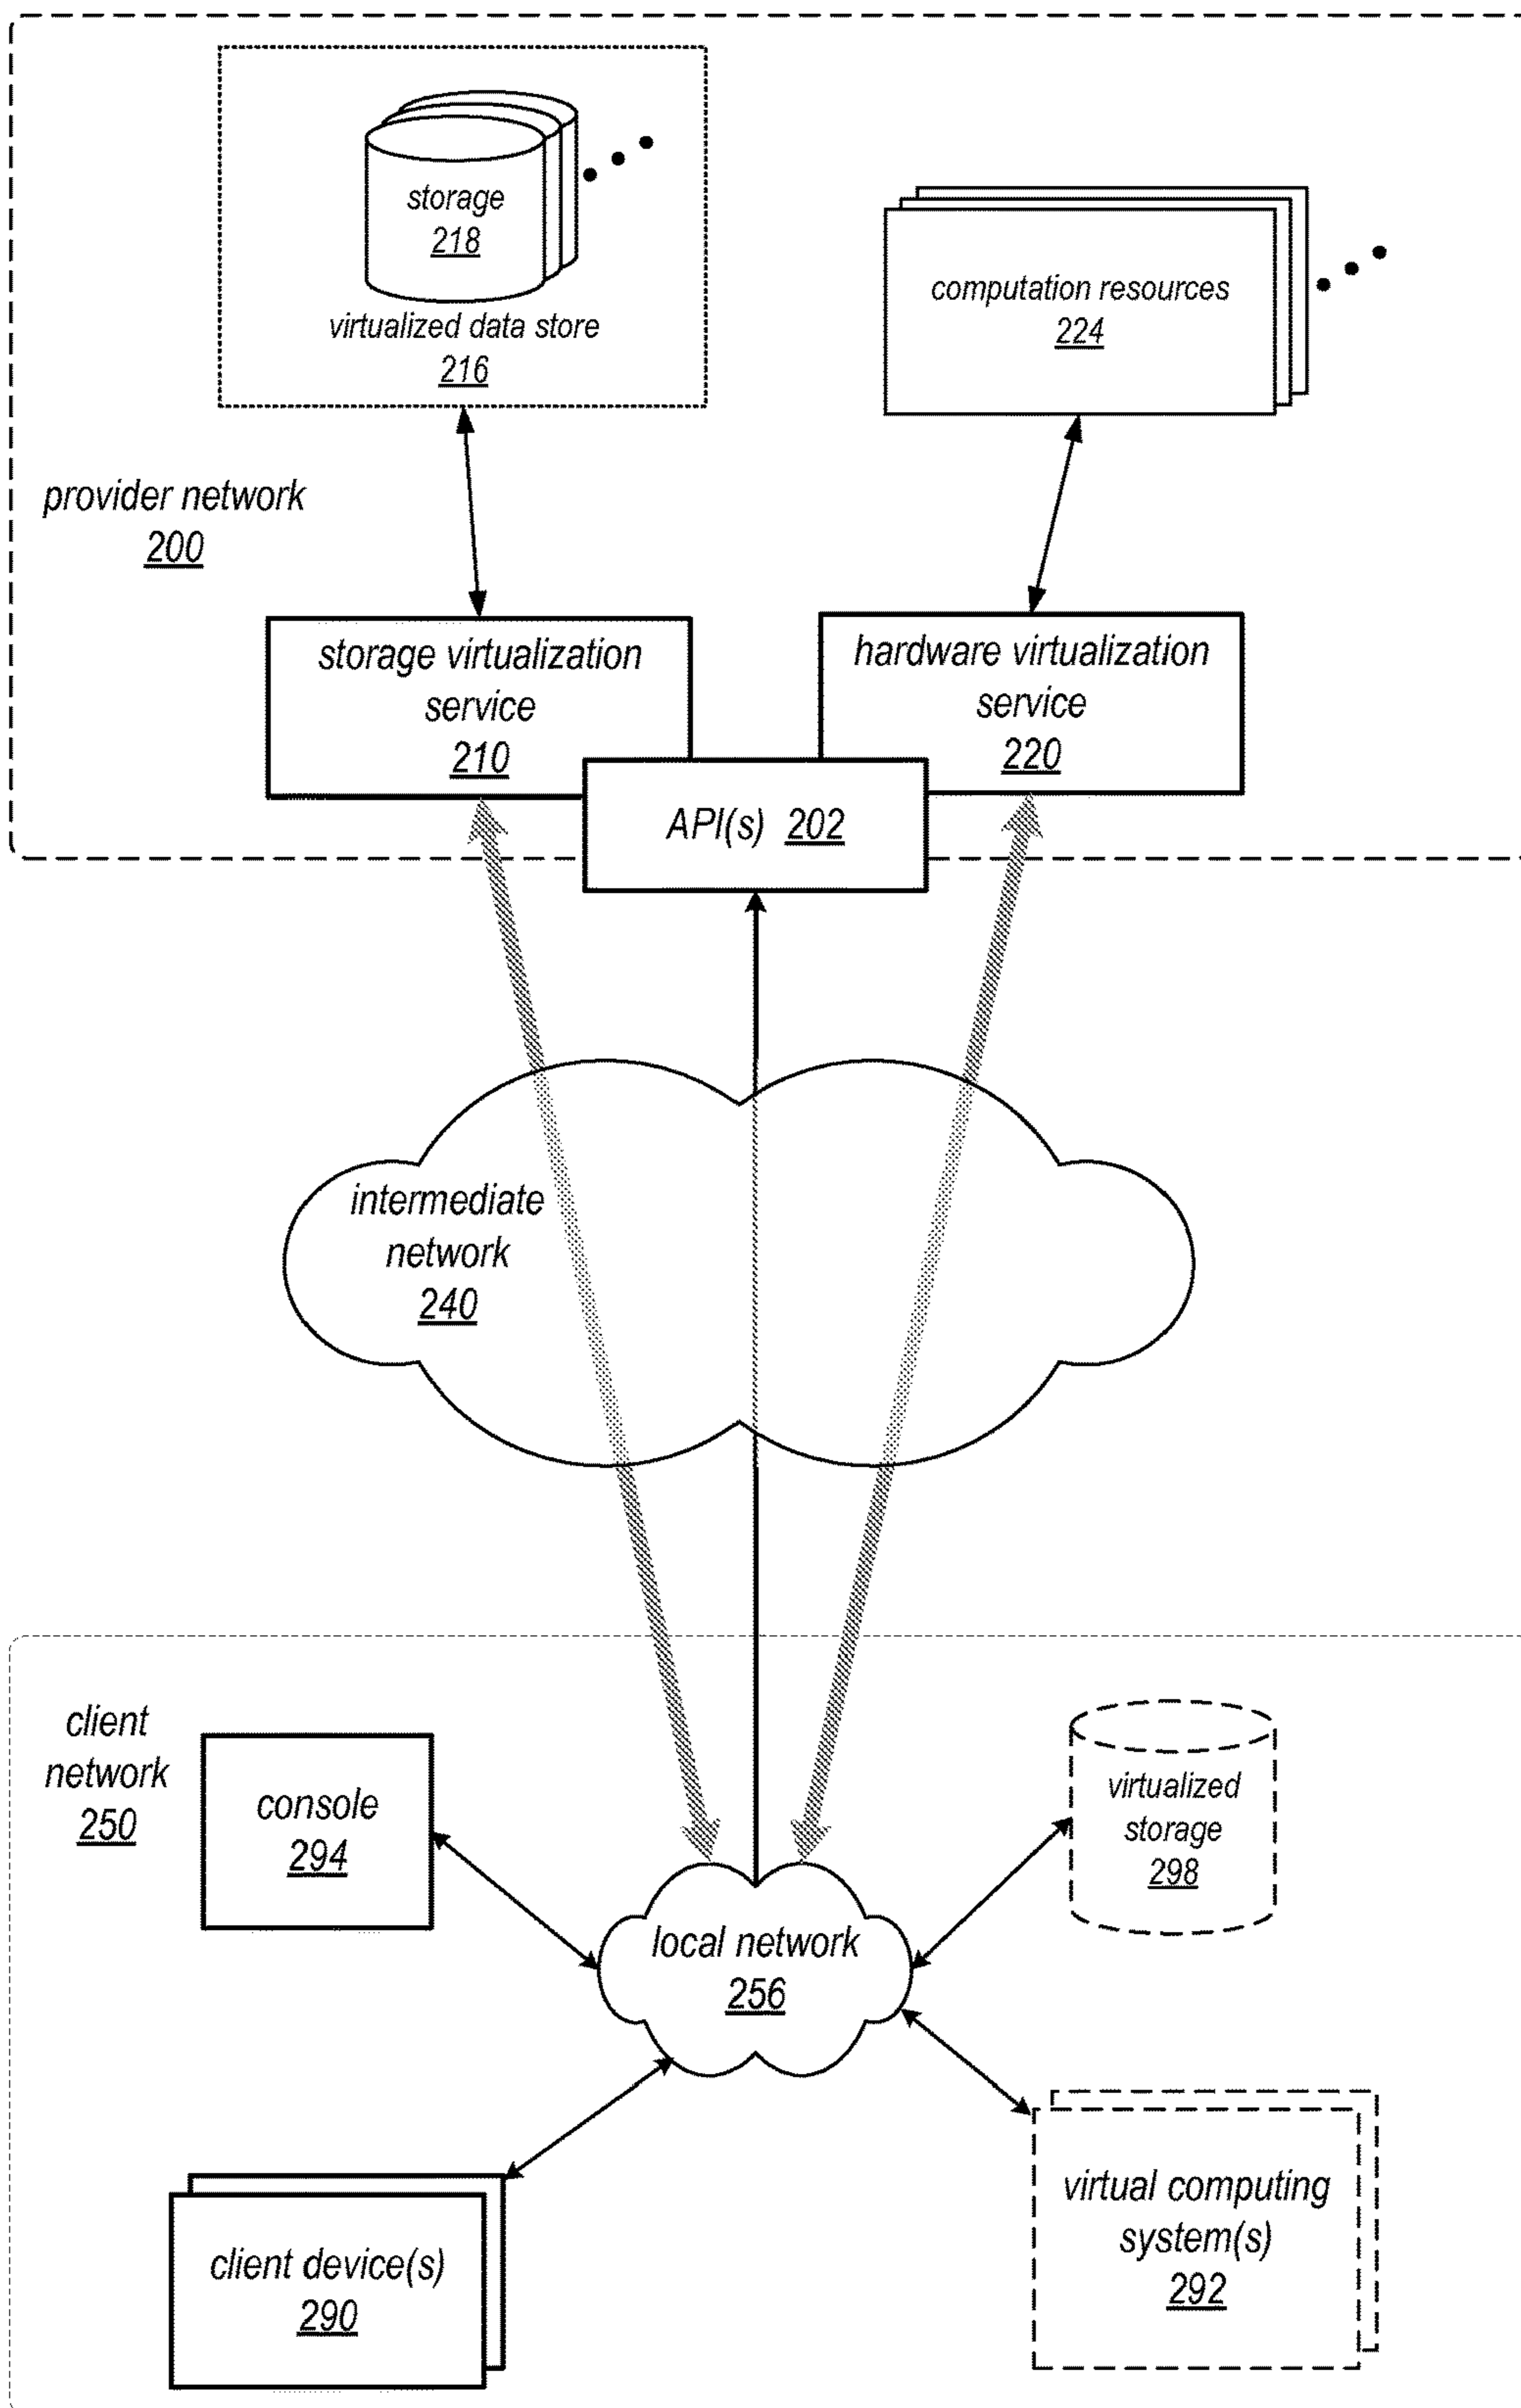 storage
218
virtualized data store
216
computation resources
224
provider network
200
storage virtualization
service
210
hardware virtualization
service
220
API(s) 202
intermediate
network
240
client
network
250
console
294
virtualized
storage
298
local network
256
client device(s)
290
virtual computing
system(s)
292